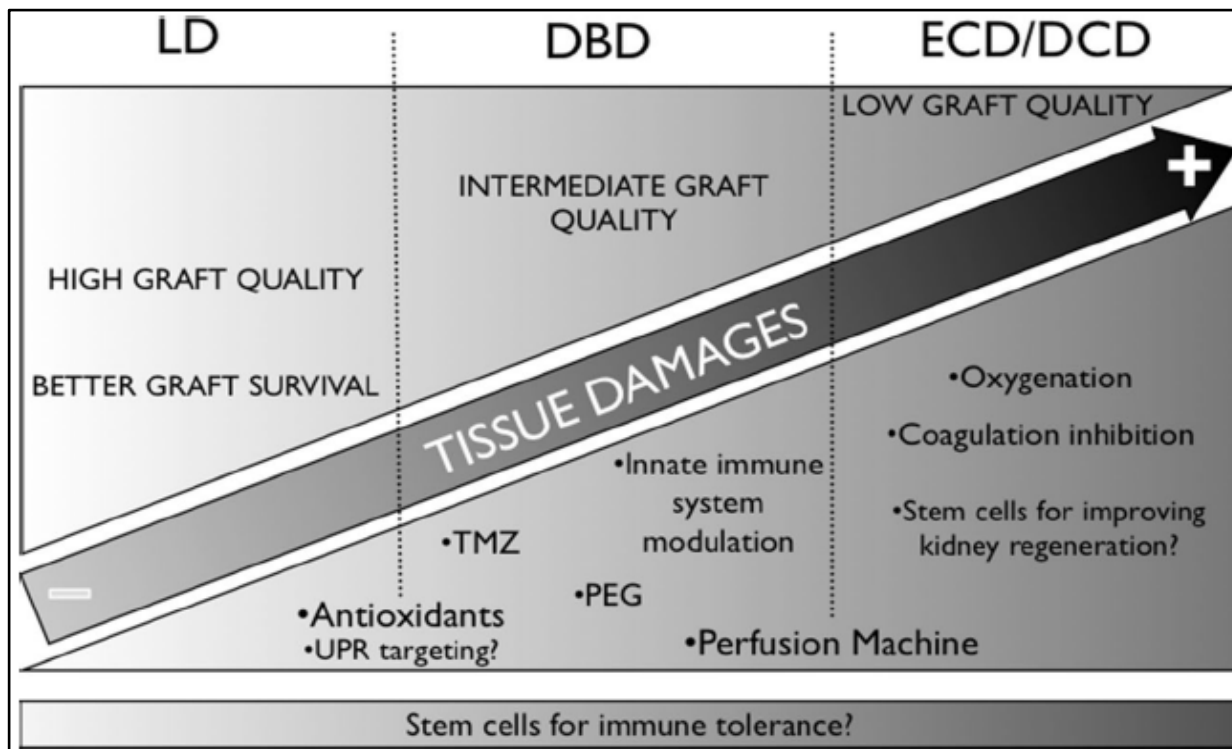 LD
DBD
ECD/DCD
LOW GRAFT QUALITY
+
INTERMEDIATE GRAFT
QUALITY
HIGH GRAFT QUALITY
BETTER GRAFT SURVIVAL
TISSUE DAMAGES
•Oxygenation
•Coagulation inhibition
•Innate immune
system
modulation
•Stem cells for improving
kidney regeneration?
•TMZ
•PEG
−
•Antioxidants
•UPR targeting?
•Perfusion Machine
Stem cells for immune tolerance?